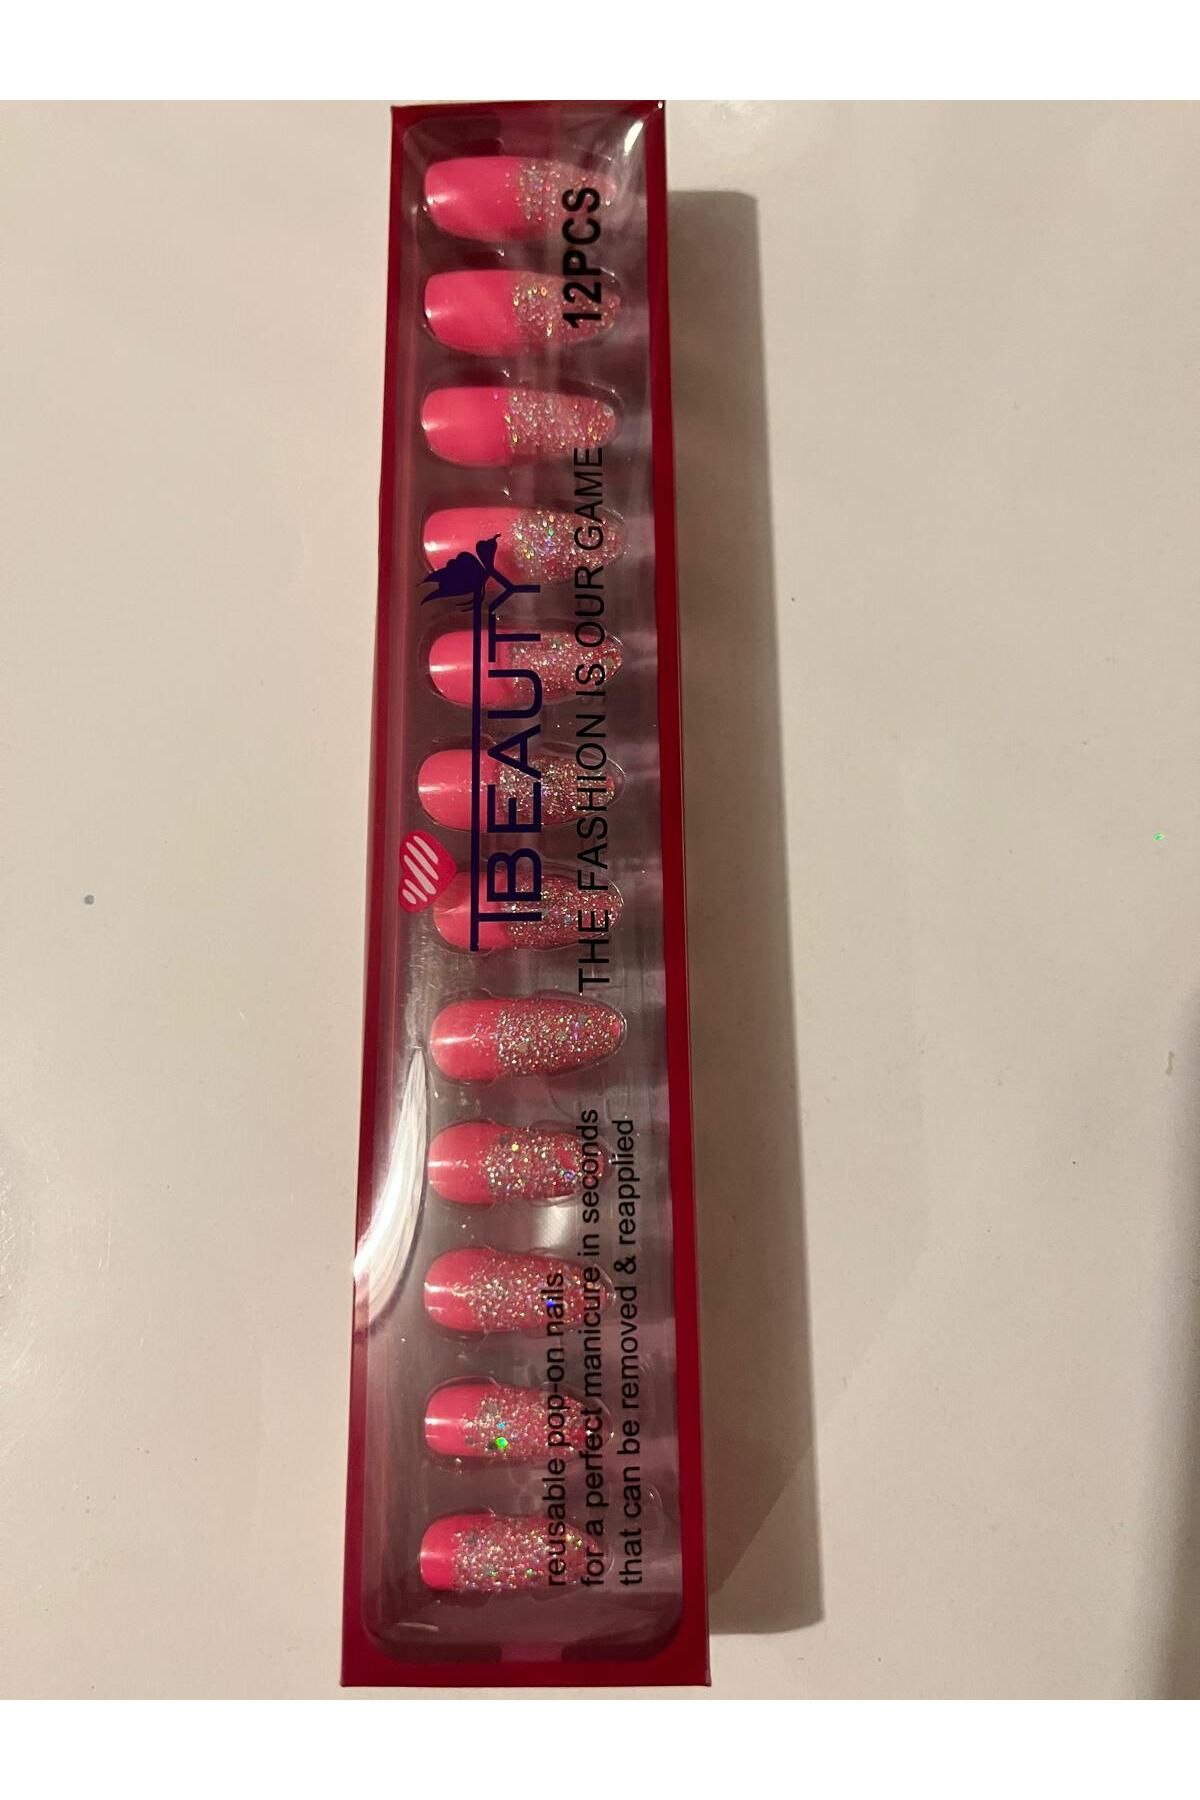 TBEAUTY
THE FASHION IS OUR GAME
12PCS
reusable pop-on nails
for a perfect manicure in seconds
that can be removed & reapplied